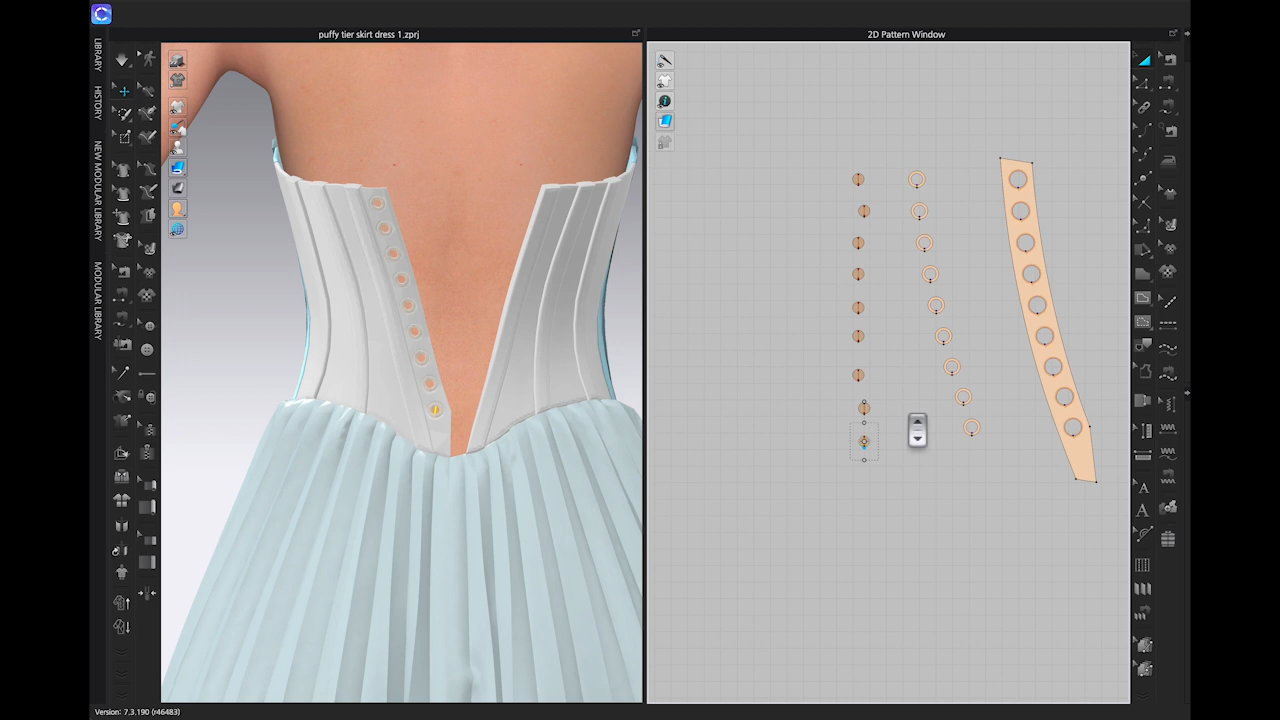 puffy tier skirt dress 1.zprj
2D Pattern Window
LIBRARY
HISTORY
NEW MODULAR LIBRARY
MODULAR LIBRARY
A
A
Version: 7.3.190 (r46483)